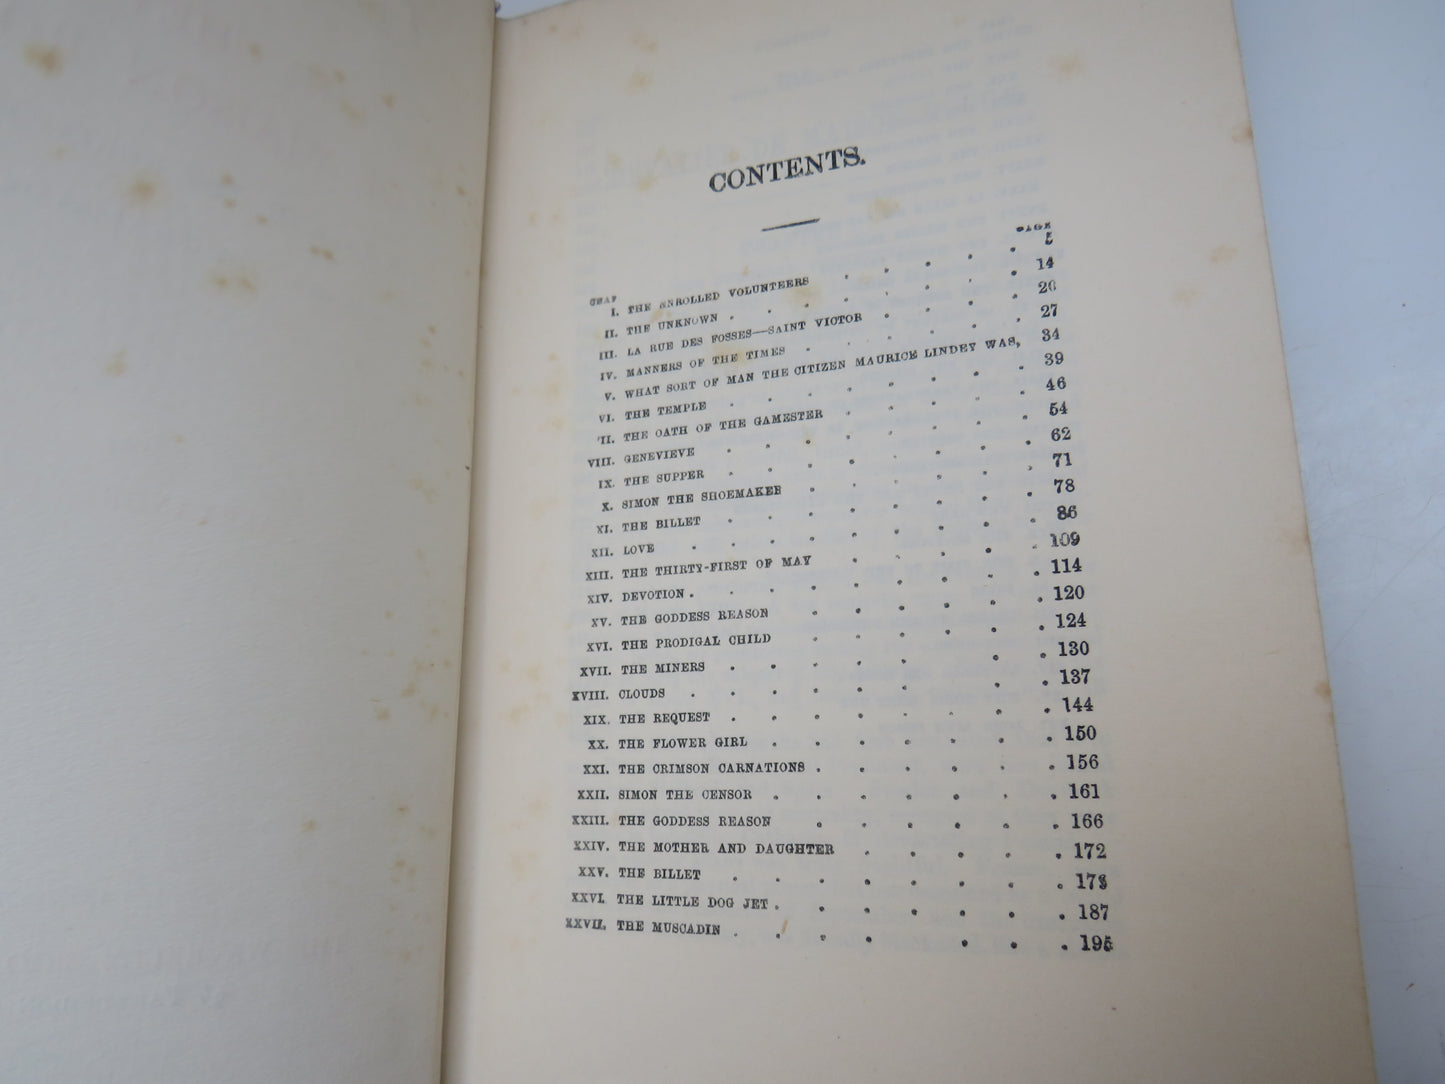 CONTENTS.
CHAP PAGE
I. THE ENROLLED VOLUNTEERS 5
II. THE UNKNOWN 14
III. LA RUE DES FOSSES—SAINT VICTOR 20
IV. MANNERS OF THE TIMES 27
V. WHAT SORT OF MAN THE CITIZEN MAURICE LINDEY WAS, 34
VI. THE TEMPLE 39
VII. THE OATH OF THE GAMESTER 46
VIII. GENEVIEVE 54
IX. THE SUPPER 62
X. SIMON THE SHOEMAKER 71
XI. THE BILLET 78
XII. LOVE 86
XIII. THE THIRTY-FIRST OF MAY 109
XIV. DEVOTION 114
XV. THE GODDESS REASON 120
XVI. THE PRODIGAL CHILD 124
XVII. THE MINERS 130
XVIII. CLOUDS 137
XIX. THE REQUEST 144
XX. THE FLOWER GIRL 150
XXI. THE CRIMSON CARNATIONS 156
XXII. SIMON THE CENSOR 161
XXIII. THE GODDESS REASON 166
XXIV. THE MOTHER AND DAUGHTER 172
XXV. THE BILLET 178
XXVI. THE LITTLE DOG JET 187
XXVII. THE MUSCADIN 195